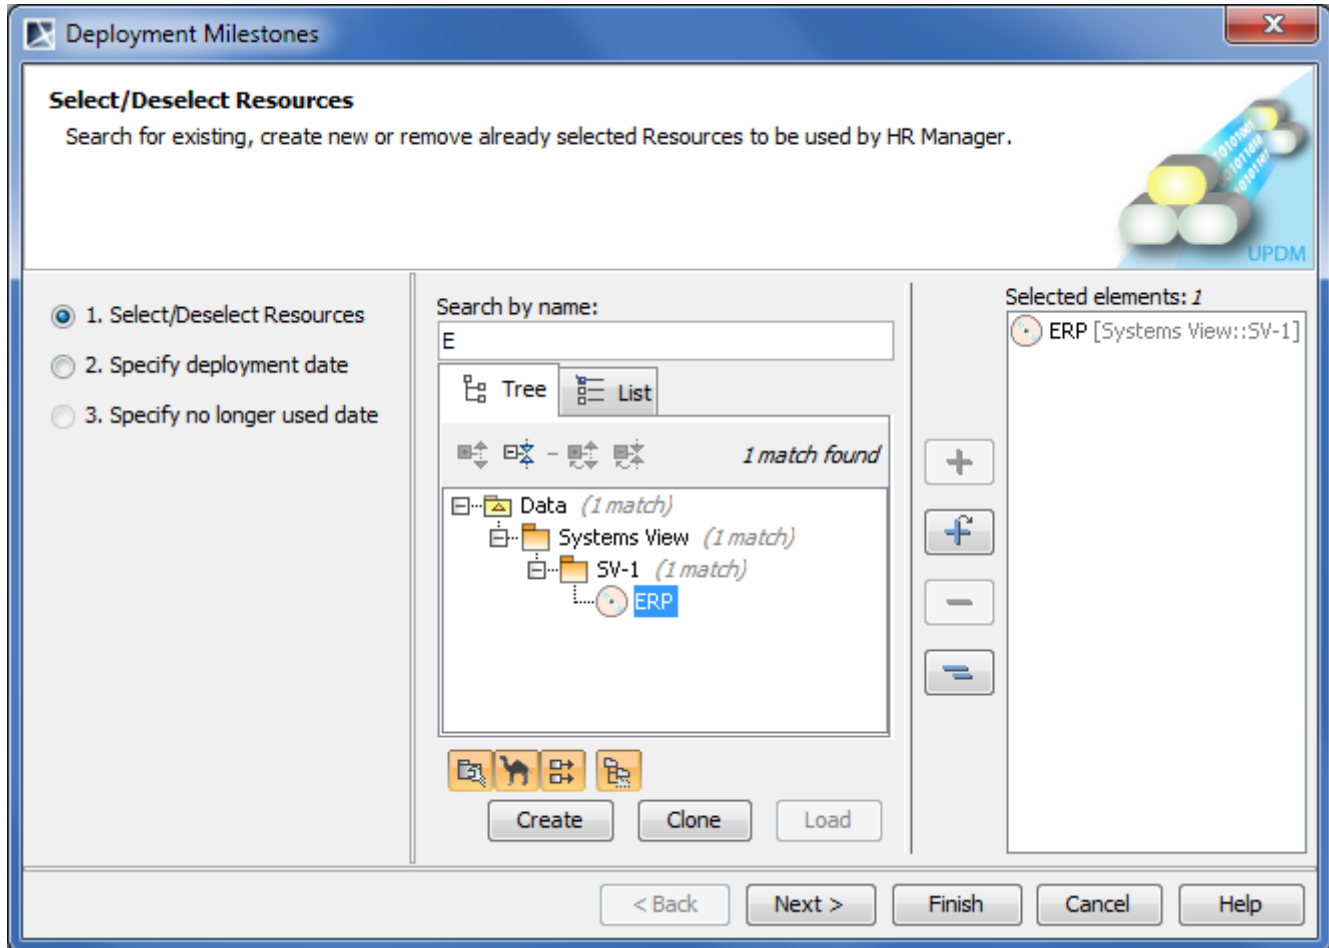 Deployment Milestones
Select/Deselect Resources
Search for existing, create new or remove already selected Resources to be used by HR Manager.
UPDM
1. Select/Deselect Resources
2. Specify deployment date
3. Specify no longer used date
Search by name:
E
Tree
List
1 match found
Data (1 match)
Systems View (1 match)
SV-1 (1 match)
ERP
Create
Clone
Load
Selected elements: 1
ERP [Systems View::SV-1]
< Back
Next >
Finish
Cancel
Help